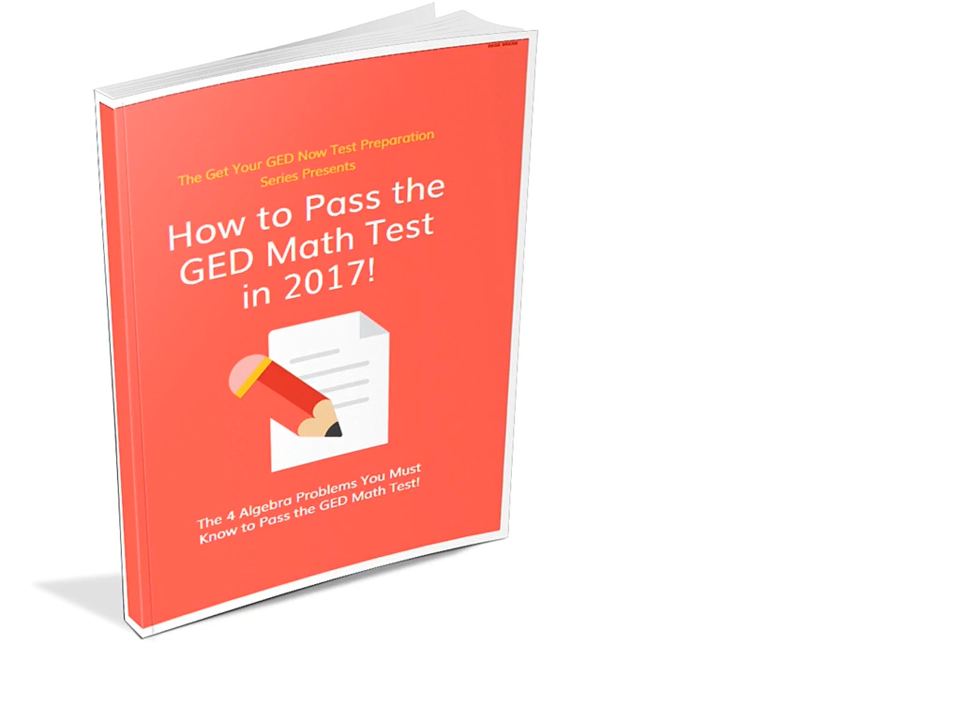 The Get Your GED Now Test Preparation
Series Presents
How to Pass the
GED Math Test
in 2017!
The 4 Algebra Problems You Must
Know to Pass the GED Math Test!